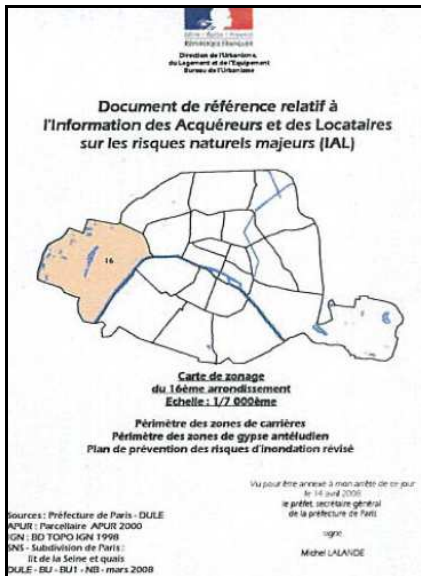 Liberté • Égalité • Fraternité
RÉPUBLIQUE FRANÇAISE
Direction de l'Urbanisme,
du Logement et de l'Equipement
Bureau de l'Urbanisme
Document de référence relatif à
l'Information des Acquéreurs et des Locataires
sur les risques naturels majeurs (IAL)
16
Carte de zonage
du 16ème arrondissement
Echelle : 1/7 000ème
Périmètre des zones de carrières
Périmètre des zones de gypse antéludien
Plan de prévention des risques d'inondation révisé
Vu pour être annexé à mon arrêté de ce jour
le 14 avril 2008
le préfet, secrétaire général
de la préfecture de Paris
signé
Michel LALANDE
Sources : Préfecture de Paris - DULE
APUR : Parcellaire APUR 2000
IGN : BD TOPO IGN 1998
SNS - Subdivision de Paris :
lit de la Seine et quais
DULE - BU - BU1 - NB - mars 2008